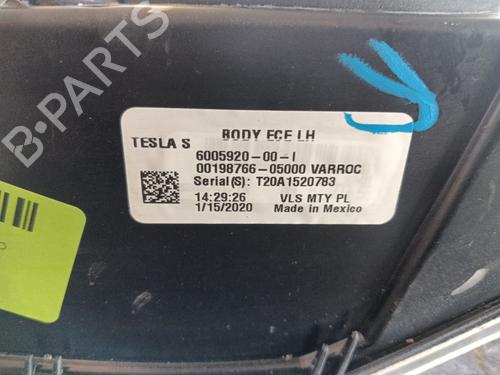 B-PARTS
TESLA S
BODY ECE LH
6005920-00-I
00198766-05000 VARROC
Serial(S): T20A1520783
14:29:26
VLS MTY PL
1/15/2020
Made in Mexico